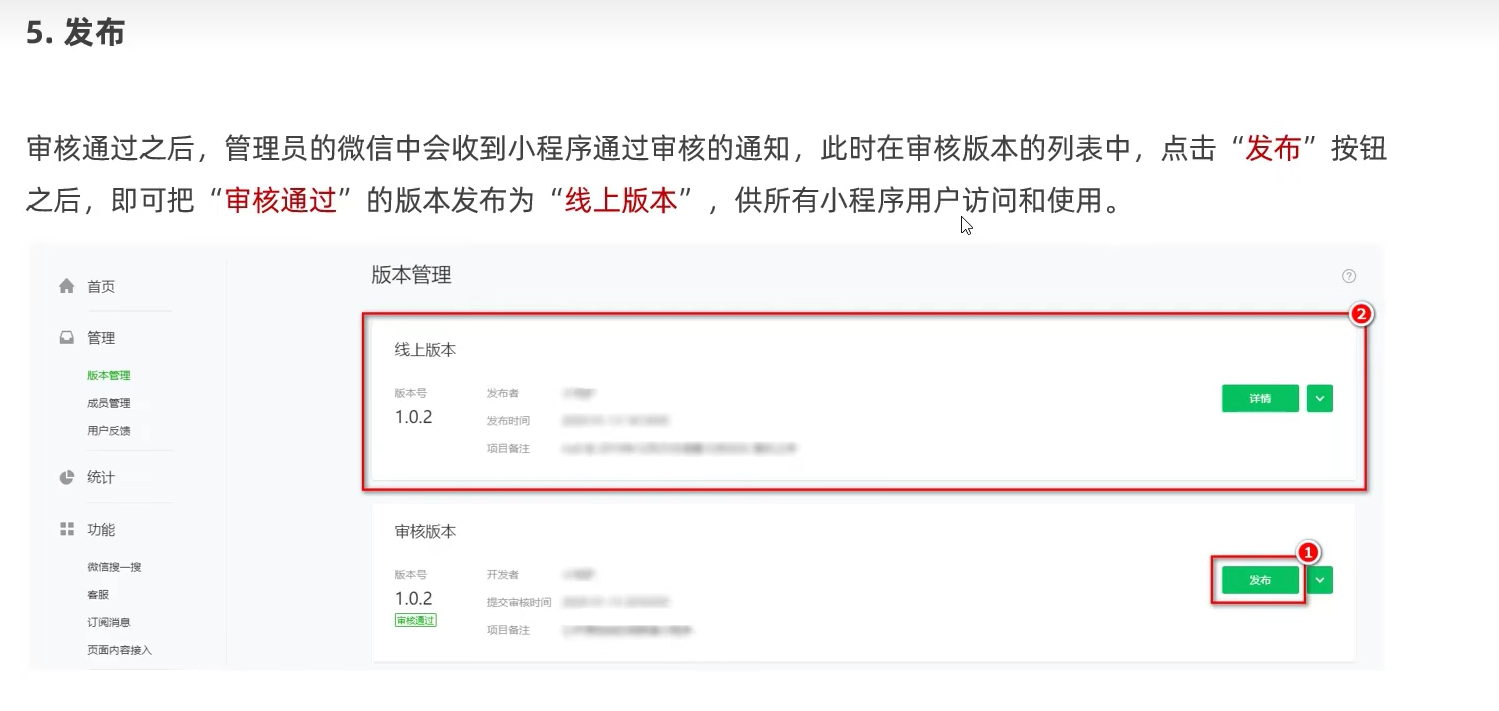 5. 发布
审核通过之后，管理员的微信中会收到小程序通过审核的通知，此时在审核版本的列表中，点击“发布”按钮
之后，即可把“审核通过”的版本发布为“线上版本”，供所有小程序用户访问和使用。
首页
管理
版本管理
成员管理
用户反馈
统计
功能
微信搜一搜
客服
订阅消息
页面内容接入
版本管理
?
2
线上版本
版本号
1.0.2
发布者
发布时间
项目备注
详情
审核版本
版本号
1.0.2
审核通过
开发者
提交审核时间
项目备注
1
发布